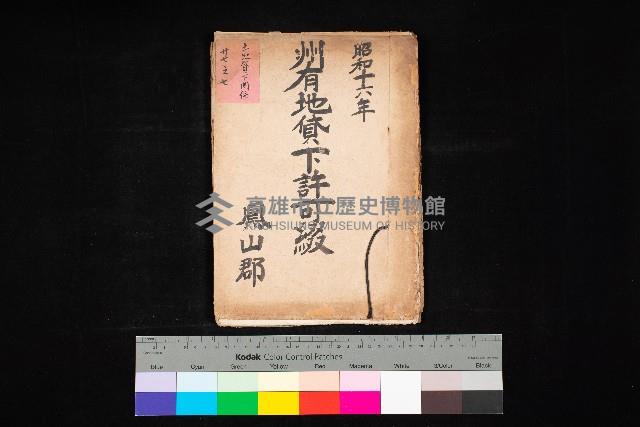 昭和十六年
州有地貸下許可綴
鳳山郡
高雄市立歷史博物館
KAOHSIUNG MUSEUM OF HISTORY
Kodak Color Control Patches
Blue Cyan Green Yellow Red Magenta White 3/Color Black